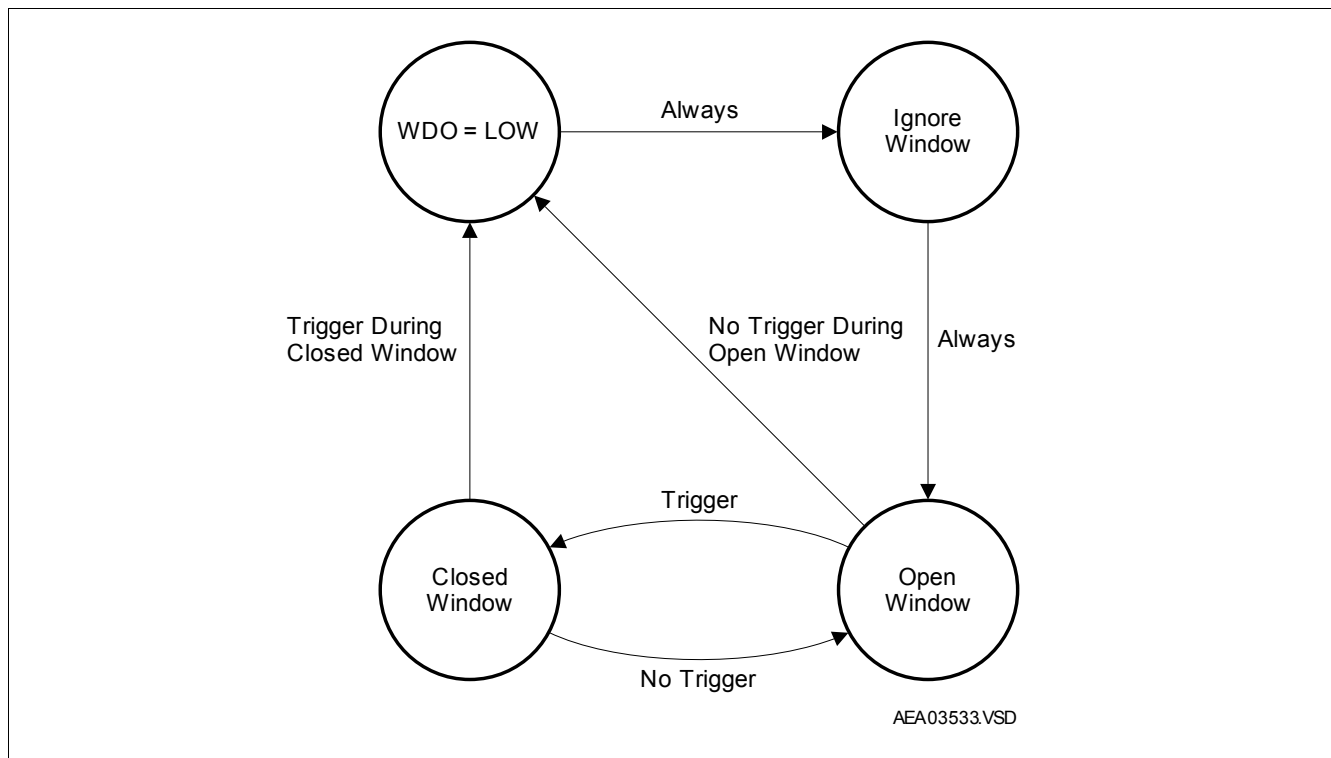 WDO = LOW
Always
Ignore
Window
Trigger During
Closed Window
No Trigger During
Open Window
Always
Trigger
Closed
Window
Open
Window
No Trigger
AEA03533.VSD